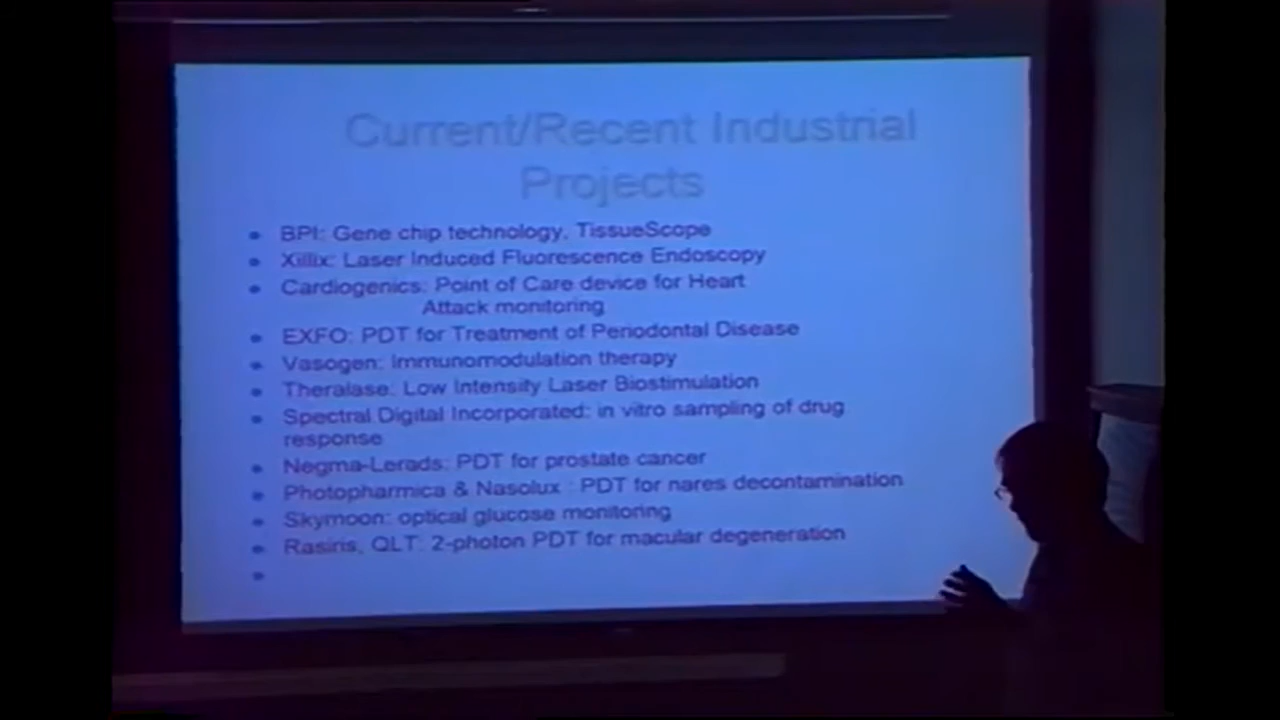 Current/Recent Industrial
Projects
• BPI: Gene chip technology, TissueScope
• Xillix: Laser Induced Fluorescence Endoscopy
• Cardiogenics: Point of Care device for Heart
Attack monitoring
• EXFO: PDT for Treatment of Periodontal Disease
• Vasogen: Immunomodulation therapy
• Theralase: Low Intensity Laser Biostimulation
• Spectral Digital Incorporated: in vitro sampling of drug
response
• Negma-Lerads: PDT for prostate cancer
• Photopharmica & Nasolux : PDT for nares decontamination
• Skymoon: optical glucose monitoring
• Rasiris, QLT: 2-photon PDT for macular degeneration
•